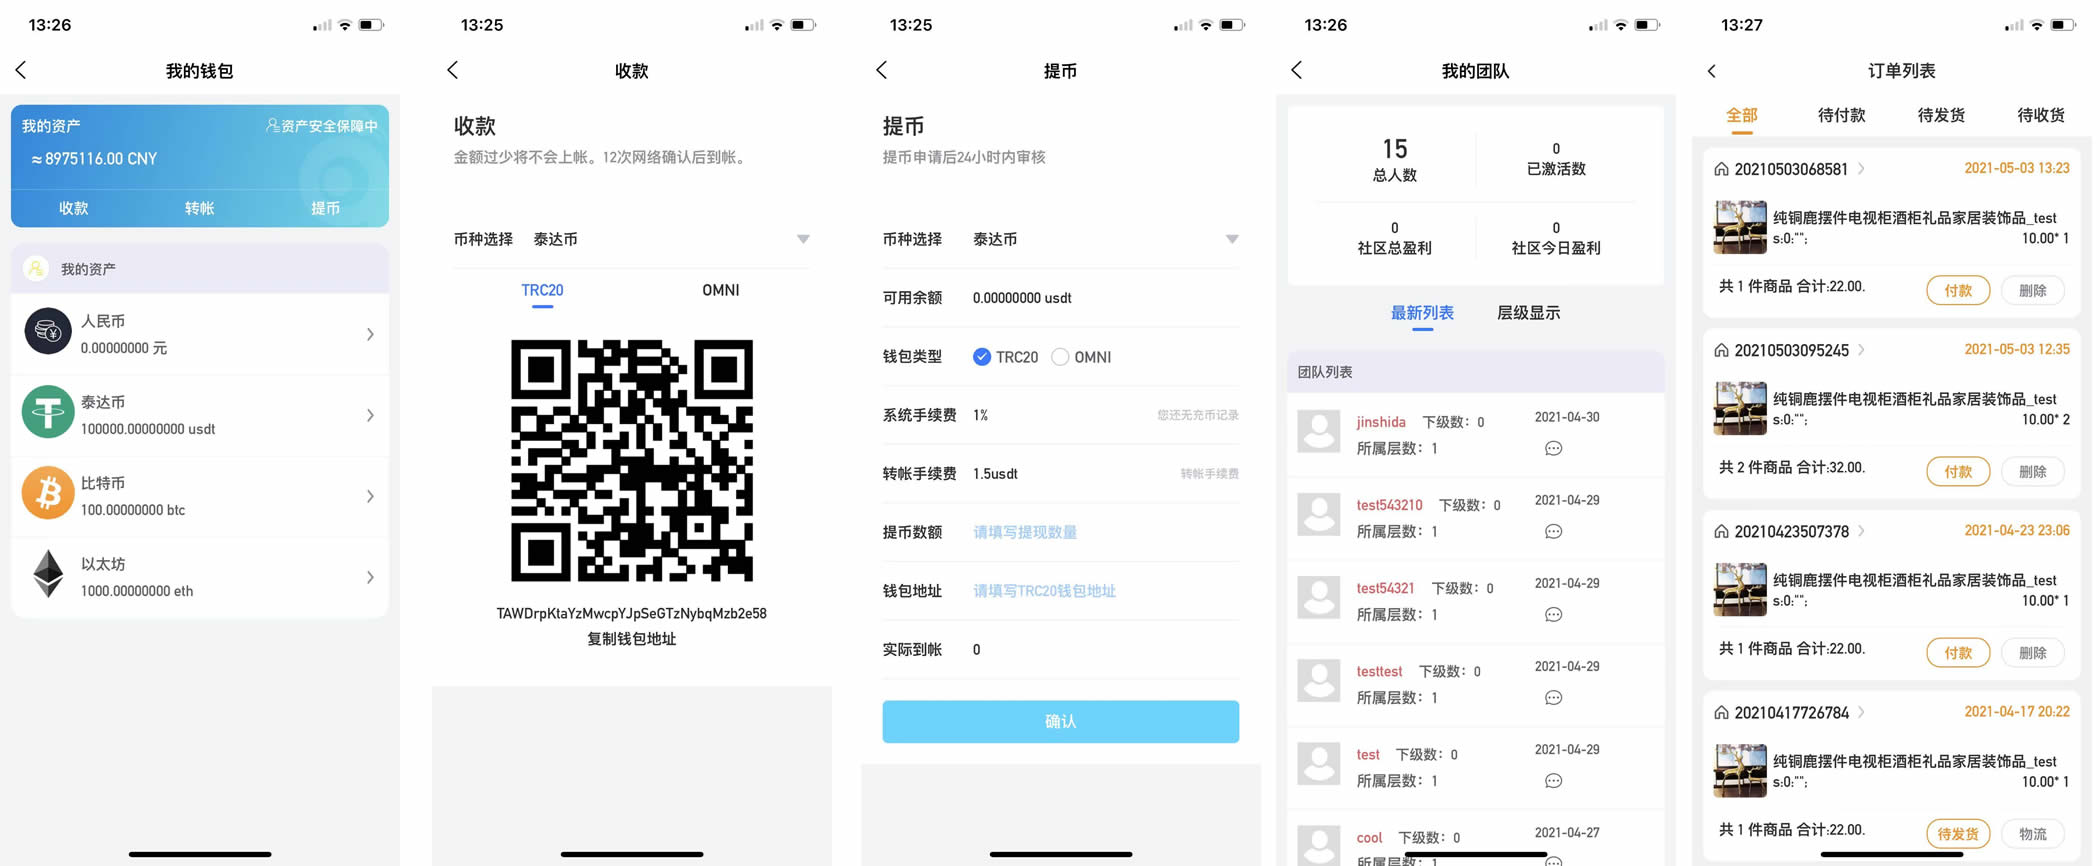 13:26
我的钱包
我的资产
资产安全保障中
≈8975116.00 CNY
收款
转帐
提币
我的资产
人民币
0.00000000 元
泰达币
100000.00000000 usdt
比特币
100.00000000 btc
以太坊
1000.00000000 eth
13:25
收款
收款
金额过少将不会上帐。12次网络确认后到帐。
币种选择 泰达币
TRC20
OMNI
TAWDrpKtaYzMwcpYJpSeGTzNybqMzb2e58
复制钱包地址
13:25
提币
提币
提币申请后24小时内审核
币种选择 泰达币
可用余额 0.00000000 usdt
钱包类型 TRC20 OMNI
系统手续费 1% 您还无充币记录
转帐手续费 1.5usdt 转帐手续费
提币数额 请填写提现数量
钱包地址 请填写TRC20钱包地址
实际到帐 0
确认
13:26
我的团队
15
总人数
0
已激活数
0
社区总盈利
0
社区今日盈利
最新列表
层级显示
团队列表
jinshida 下级数：0 2021-04-30
所属层数：1
test543210 下级数：0 2021-04-29
所属层数：1
test54321 下级数：0 2021-04-29
所属层数：1
testtest 下级数：0 2021-04-29
所属层数：1
test 下级数：0 2021-04-29
所属层数：1
cool 下级数：0 2021-04-27
所属层数：1
13:27
订单列表
全部 待付款 待发货 待收货
20210503068581 2021-05-03 13:23
纯铜鹿摆件电视柜酒柜礼品家居装饰品_test
s:0:""; 10.00* 1
共 1 件商品 合计:22.00. 付款 删除
20210503095245 2021-05-03 12:35
纯铜鹿摆件电视柜酒柜礼品家居装饰品_test
s:0:""; 10.00* 2
共 2 件商品 合计:32.00. 付款 删除
20210423507378 2021-04-23 23:06
纯铜鹿摆件电视柜酒柜礼品家居装饰品_test
s:0:""; 10.00* 1
共 1 件商品 合计:22.00. 付款 删除
20210417726784 2021-04-17 20:22
纯铜鹿摆件电视柜酒柜礼品家居装饰品_test
s:0:""; 10.00* 1
共 1 件商品 合计:22.00. 待发货 物流